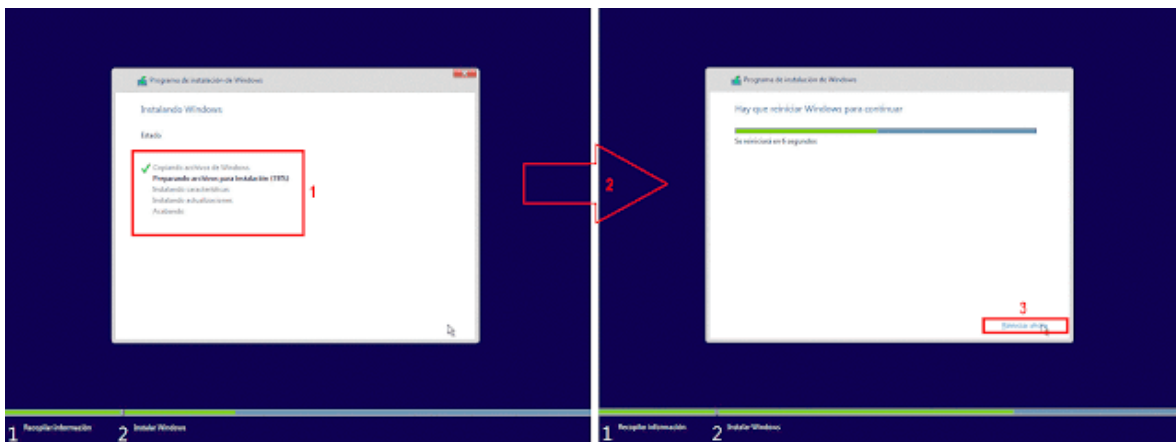 Programa de instalación de Windows
Instalando Windows
Estado
Copiando archivos de Windows
Preparando archivos para instalación
Instalando características
Instalando actualizaciones
Acabando
1
1 Recopilar información
2 Instalar Windows
2
Programa de instalación de Windows
Hay que reiniciar Windows para continuar
Se reiniciará en 6 segundos
3
Reiniciar ahora
1 Recopilar información
2 Instalar Windows